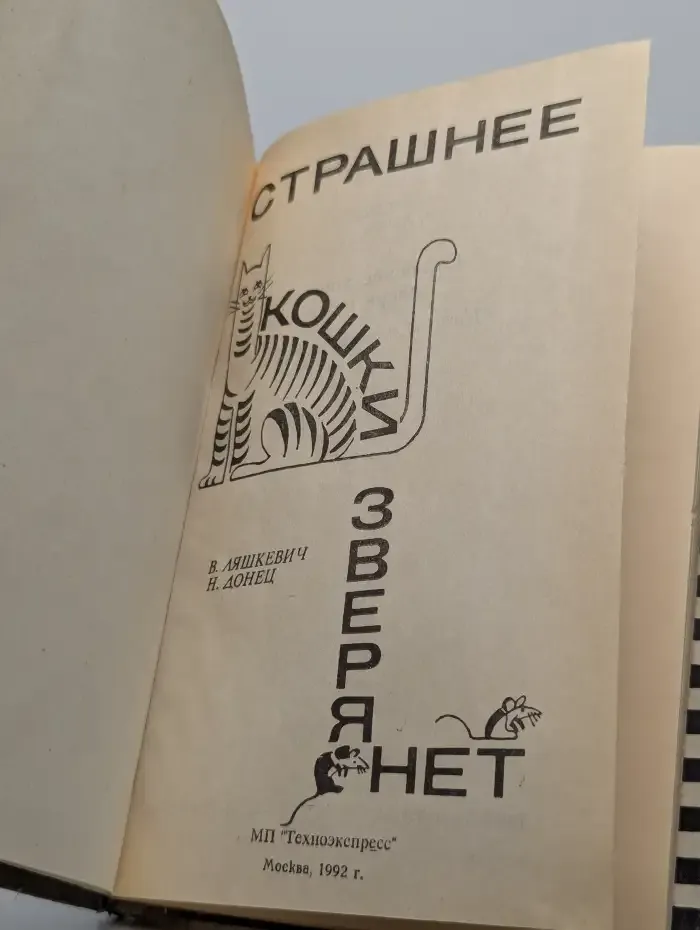 СТРАШНЕЕ
КОШКИ
ЗВЕРЯ
НЕТ
В. ЛЯШКЕВИЧ
Н. ДОНЕЦ
МП "Техноэкспресс"
Москва, 1992 г.